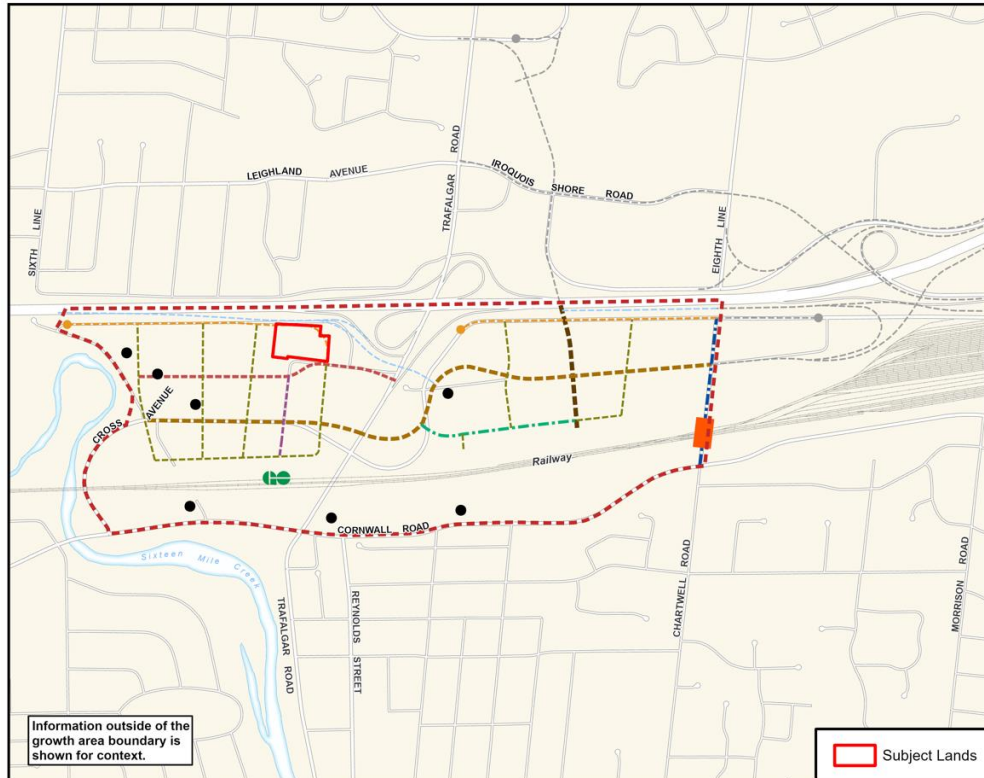 LEIGHLAND AVENUE
TRAFALGAR ROAD
IROQUOIS SHORE ROAD
SIXTH LINE
EIGHTH LINE
CROSS AVENUE
GO
Railway
CORNWALL ROAD
Sixteen Mile Creek
TRAFALGAR ROAD
REYNOLDS STREET
CHARTWELL ROAD
MORRISON ROAD
Information outside of the
growth area boundary is
shown for context.
Subject Lands